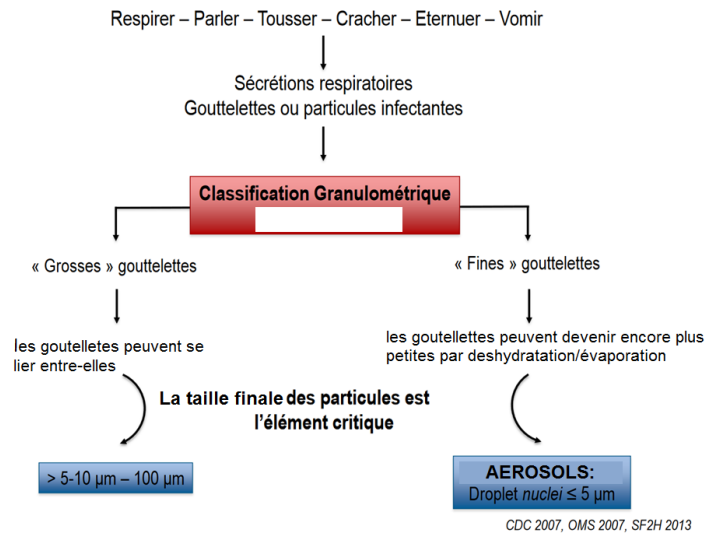 Respirer – Parler – Tousser – Cracher – Eternuer – Vomir
Sécrétions respiratoires
Gouttelettes ou particules infectantes
Classification Granulométrique
« Grosses » gouttelettes
« Fines » gouttelettes
les goutelletes peuvent se
lier entre-elles
les goutellettes peuvent devenir encore plus
petites par deshydratation/évaporation
La taille finale des particules est
l'élément critique
> 5-10 µm – 100 µm
AEROSOLS:
Droplet nuclei ≤ 5 µm
CDC 2007, OMS 2007, SF2H 2013